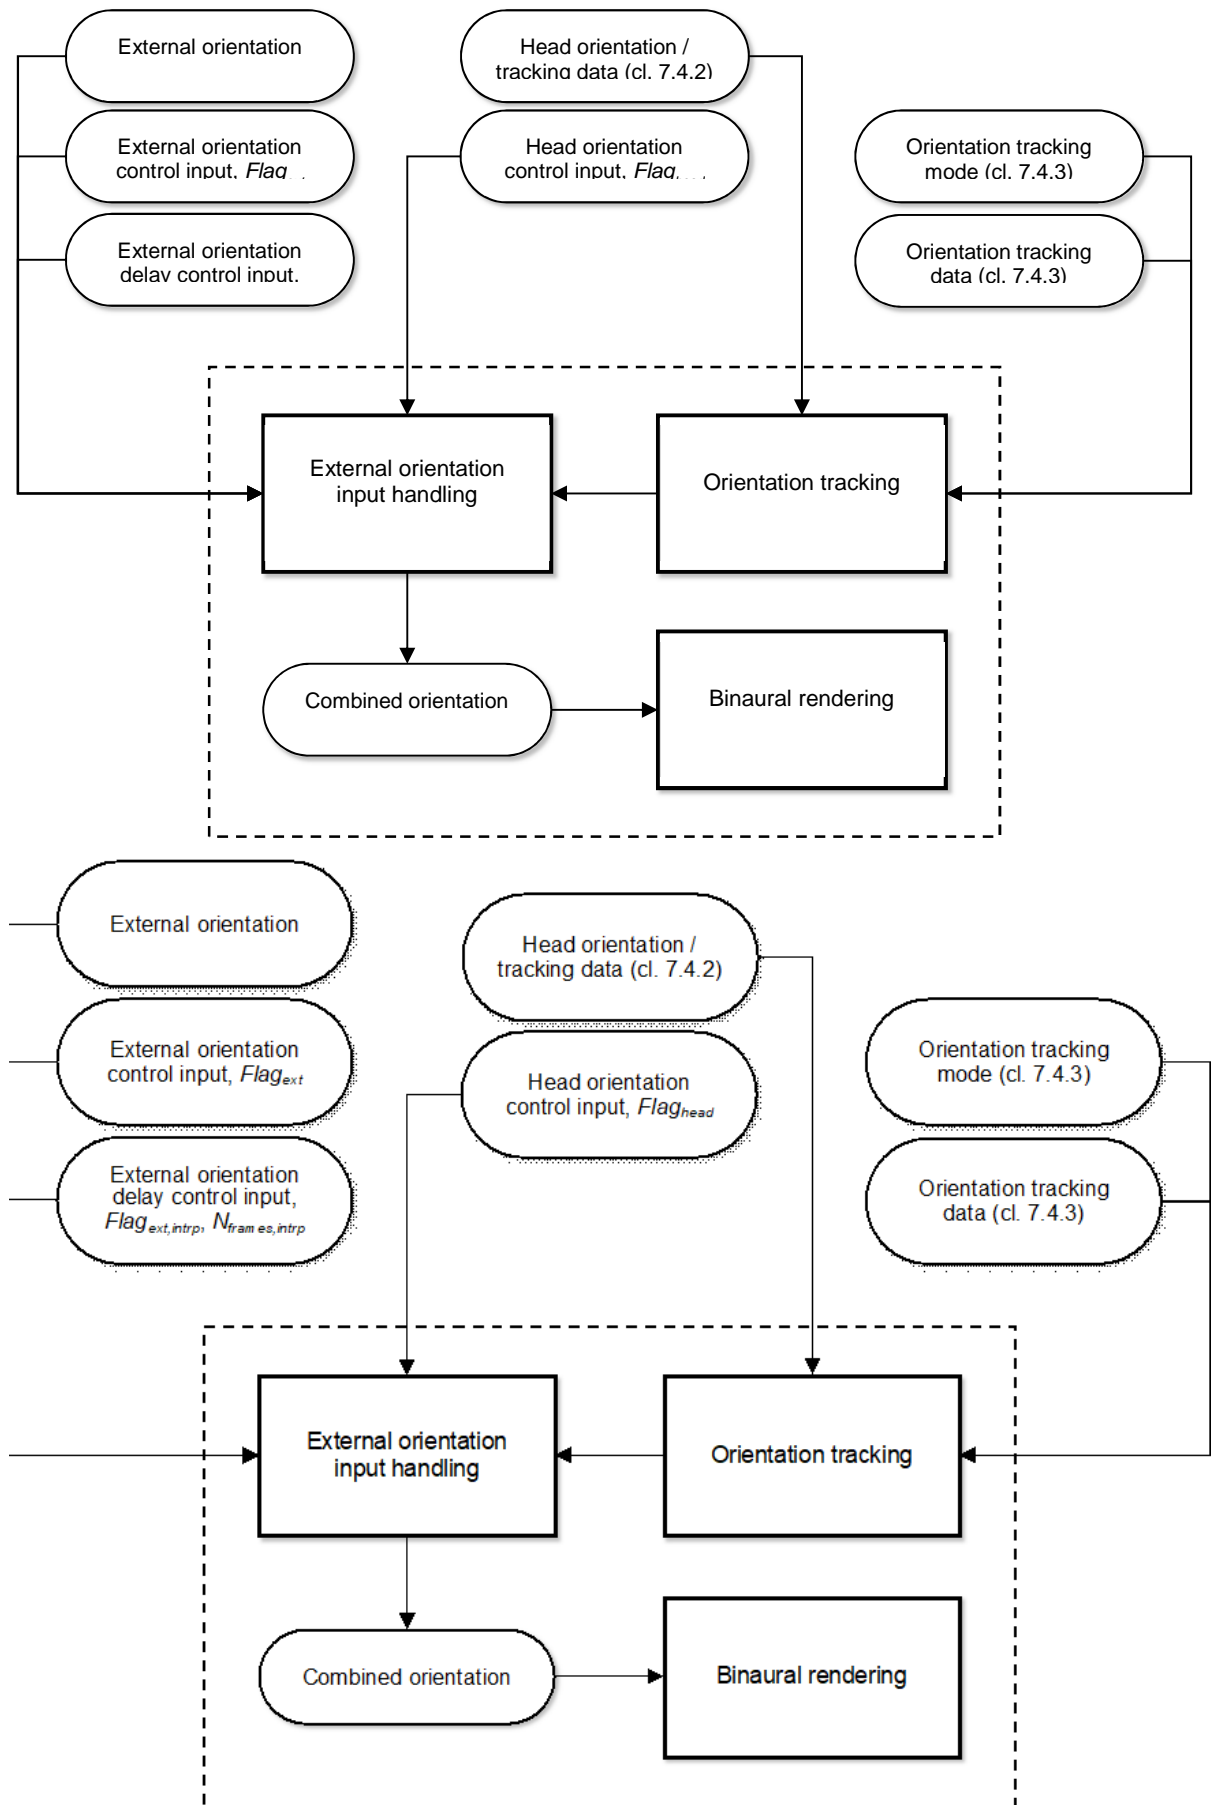 External orientation
Head orientation /
tracking data (cl. 7.4.2)
External orientation
control input, Flag
Head orientation
control input, Flag
Orientation tracking
mode (cl. 7.4.3)
External orientation
delay control input,
Orientation tracking
data (cl. 7.4.3)
External orientation
input handling
Orientation tracking
Combined orientation
Binaural rendering
External orientation
Head orientation /
tracking data (cl. 7.4.2)
External orientation
control input, Flag_ext
Head orientation
control input, Flag_head
Orientation tracking
mode (cl. 7.4.3)
External orientation
delay control input,
Flag_ext,intrp, N_frames,intrp
Orientation tracking
data (cl. 7.4.3)
External orientation
input handling
Orientation tracking
Combined orientation
Binaural rendering